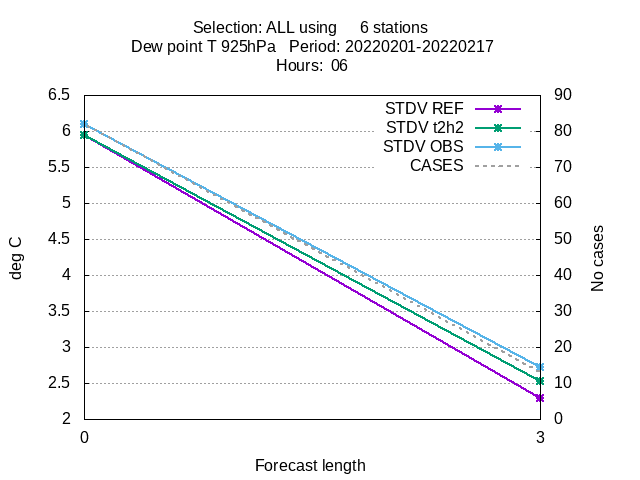 Selection: ALL using 6 stations
Dew point T 925hPa Period: 20220201-20220217
Hours: 06
6.5 90
STDV REF
6 80
STDV t2h2
STDV OBS
5.5 70
CASES
5 60
4.5 50
4 40
3.5 30
3 20
2.5 10
2 0
deg C
No cases
0 3
Forecast length